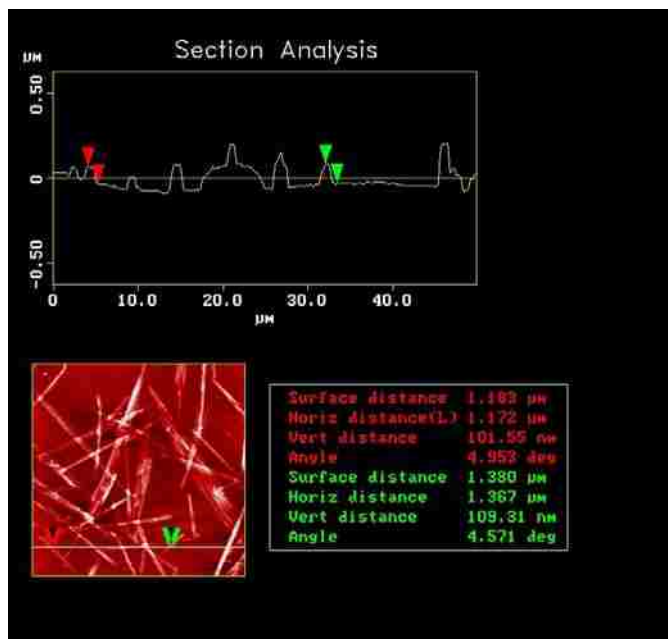 Section Analysis
µM
0.50
0
-0.50
0 10.0 20.0 30.0 40.0
µM
Surface distance 1.183 µm
Horiz distance(L) 1.172 µm
Vert distance 101.55 nm
Angle 4.953 deg
Surface distance 1.380 µm
Horiz distance 1.367 µm
Vert distance 109.31 nm
Angle 4.571 deg